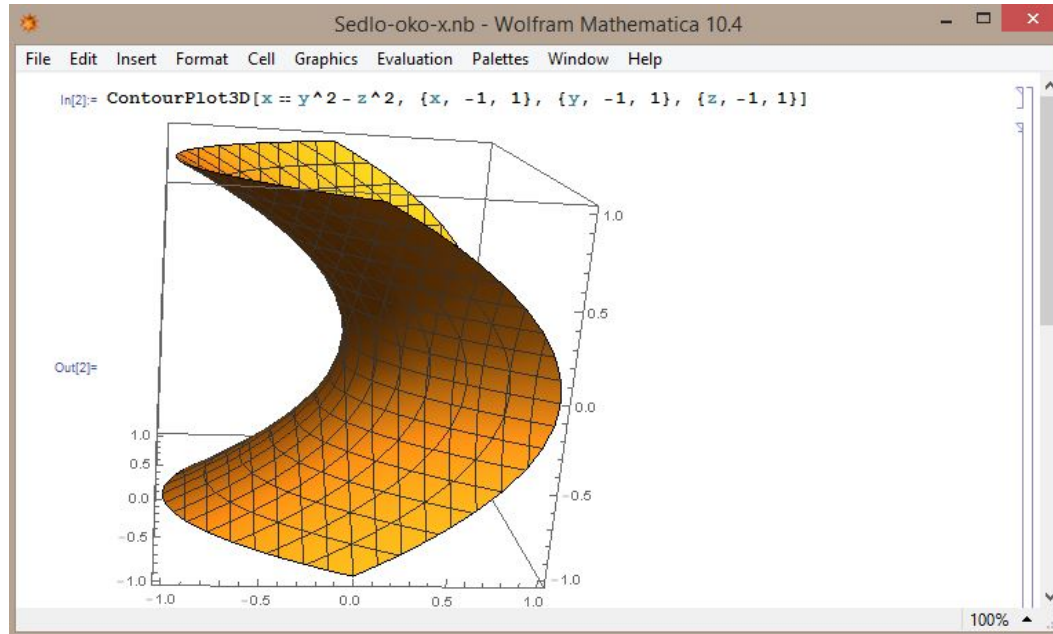 Sedlo-oko-x.nb - Wolfram Mathematica 10.4
File Edit Insert Format Cell Graphics Evaluation Palettes Window Help
In[2]:= ContourPlot3D[x == y^2 - z^2, {x, -1, 1}, {y, -1, 1}, {z, -1, 1}]
1.0
0.5
Out[2]=
0.0
1.0
0.5
0.0
-0.5
-0.5
-1.0
-1.0
-1.0 -0.5 0.0 0.5 1.0
100%